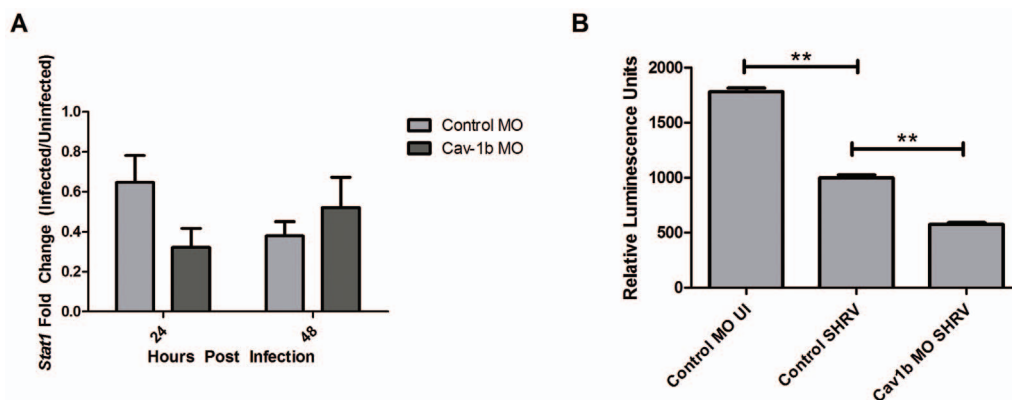 A
Stat1 Fold Change (Infected/Uninfected)
1.0
0.8
0.6
0.4
0.2
0.0
24
48
Hours Post Infection
Control MO
Cav-1b MO
B
Relative Luminescence Units
2000
1500
1000
500
0
**
**
Control MO UI
Control SHRV
Cav1b MO SHRV